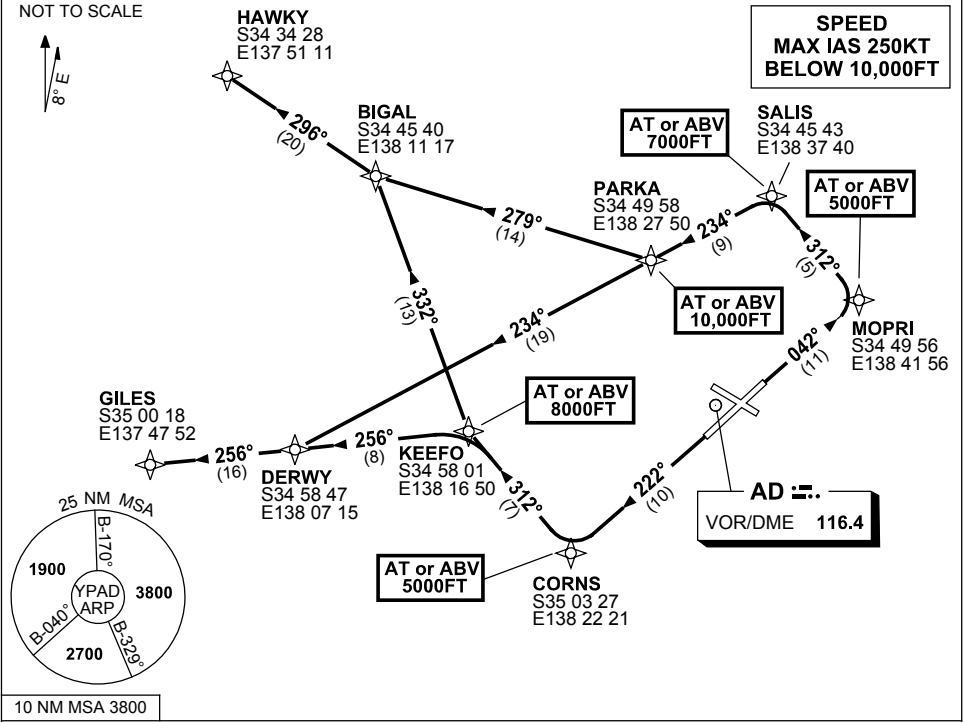 NOT TO SCALE
8° E
HAWKY
S34 34 28
E137 51 11
SPEED
MAX IAS 250KT
BELOW 10,000FT
296°
(20)
BIGAL
S34 45 40
E138 11 17
AT or ABV
7000FT
SALIS
S34 45 43
E138 37 40
PARKA
S34 49 58
E138 27 50
AT or ABV
5000FT
279°
(14)
234°
(9)
312°
(5)
332°
(13)
234°
(19)
AT or ABV
10,000FT
MOPRI
S34 49 56
E138 41 56
042°
(11)
GILES
S35 00 18
E137 47 52
AT or ABV
8000FT
256°
(16)
256°
(8)
DERWY
S34 58 47
E138 07 15
KEEFO
S34 58 01
E138 16 50
312°
(7)
222°
(10)
AD
VOR/DME 116.4
25 NM MSA
B-170°
1900
YPAD
ARP
3800
B-040°
B-329°
2700
AT or ABV
5000FT
CORNS
S35 03 27
E138 22 21
10 NM MSA 3800